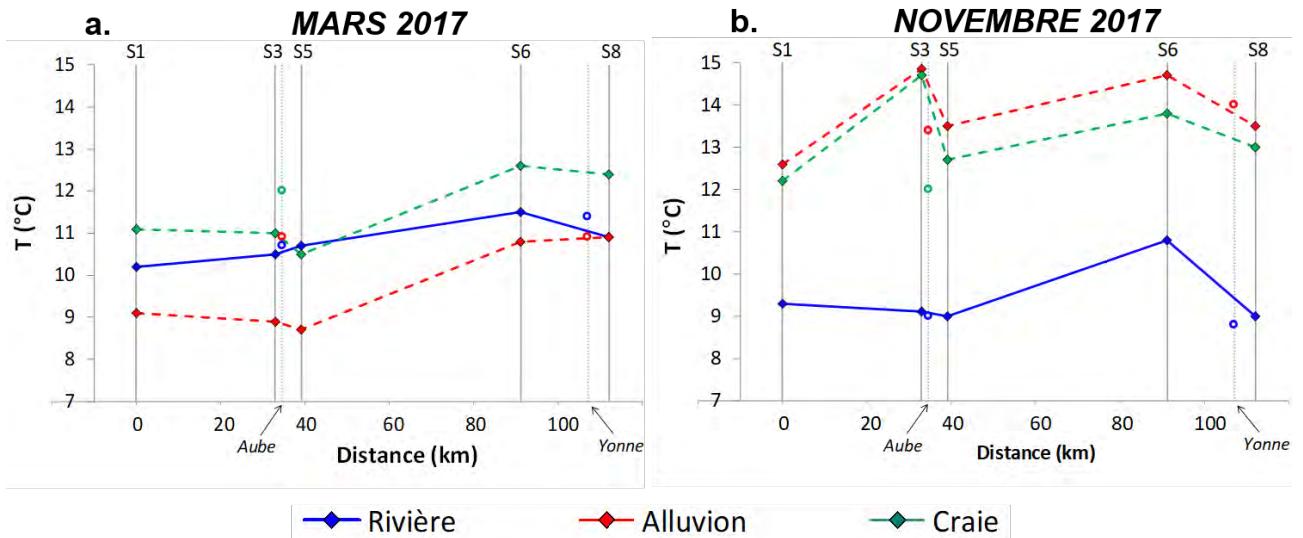 a. MARS 2017
S1 S3 S5 S6 S8
15
14
13
12
11
10
9
8
7
T (°C)
0 20 40 60 80 100
Aube
Yonne
Distance (km)
b. NOVEMBRE 2017
S1 S3 S5 S6 S8
15
14
13
12
11
10
9
8
7
T (°C)
0 20 40 60 80 100
Aube
Yonne
Distance (km)
Rivière Alluvion Craie